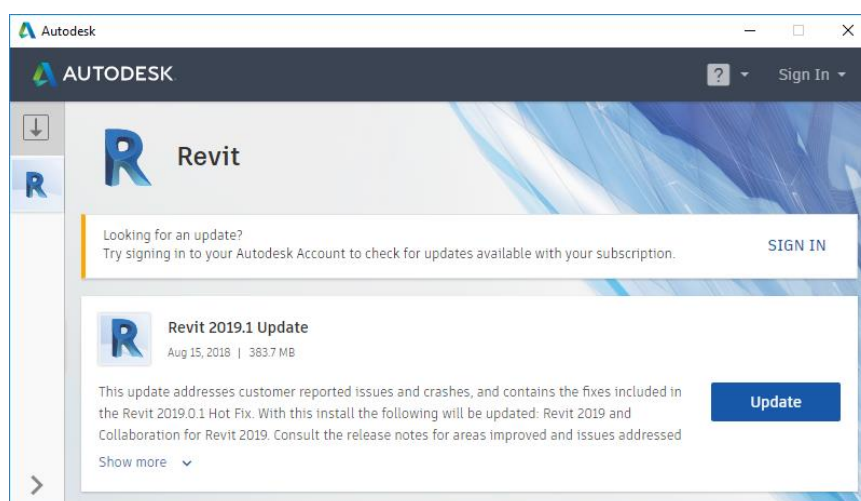 Autodesk
AUTODESK
? Sign In
Revit
Looking for an update?
Try signing in to your Autodesk Account to check for updates available with your subscription.
SIGN IN
Revit 2019.1 Update
Aug 15, 2018 | 383.7 MB
This update addresses customer reported issues and crashes, and contains the fixes included in
the Revit 2019.0.1 Hot Fix. With this install the following will be updated: Revit 2019 and
Collaboration for Revit 2019. Consult the release notes for areas improved and issues addressed
Update
Show more